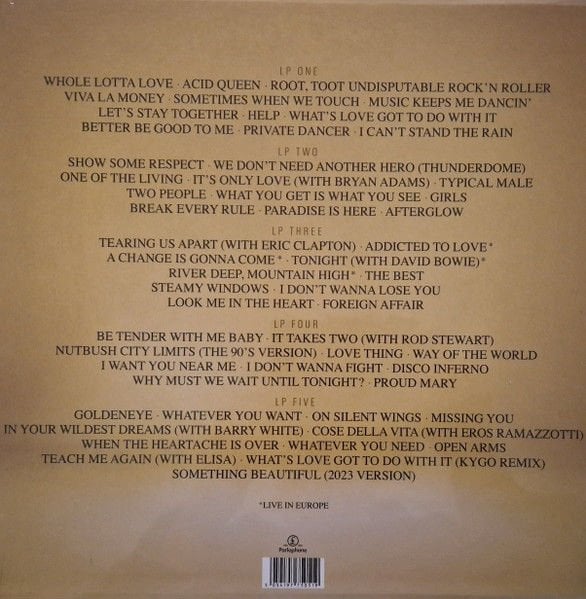 LP ONE
WHOLE LOTTA LOVE · ACID QUEEN · ROOT, TOOT UNDISPUTABLE ROCK'N ROLLER
VIVA LA MONEY · SOMETIMES WHEN WE TOUCH · MUSIC KEEPS ME DANCIN'
LET'S STAY TOGETHER · HELP · WHAT'S LOVE GOT TO DO WITH IT
BETTER BE GOOD TO ME · PRIVATE DANCER · I CAN'T STAND THE RAIN
LP TWO
SHOW SOME RESPECT · WE DON'T NEED ANOTHER HERO (THUNDERDOME)
ONE OF THE LIVING · IT'S ONLY LOVE (WITH BRYAN ADAMS) · TYPICAL MALE
TWO PEOPLE · WHAT YOU GET IS WHAT YOU SEE · GIRLS
BREAK EVERY RULE · PARADISE IS HERE · AFTERGLOW
LP THREE
TEARING US APART (WITH ERIC CLAPTON) · ADDICTED TO LOVE*
A CHANGE IS GONNA COME* · TONIGHT (WITH DAVID BOWIE)*
RIVER DEEP, MOUNTAIN HIGH* · THE BEST
STEAMY WINDOWS · I DON'T WANNA LOSE YOU
LOOK ME IN THE HEART · FOREIGN AFFAIR
LP FOUR
BE TENDER WITH ME BABY · IT TAKES TWO (WITH ROD STEWART)
NUTBUSH CITY LIMITS (THE 90'S VERSION) · LOVE THING · WAY OF THE WORLD
I WANT YOU NEAR ME · I DON'T WANNA FIGHT · DISCO INFERNO
WHY MUST WE WAIT UNTIL TONIGHT? · PROUD MARY
LP FIVE
GOLDENEYE · WHATEVER YOU WANT · ON SILENT WINGS · MISSING YOU
IN YOUR WILDEST DREAMS (WITH BARRY WHITE) · COSE DELLA VITA (WITH EROS RAMAZZOTTI)
WHEN THE HEARTACHE IS OVER · WHATEVER YOU NEED · OPEN ARMS
TEACH ME AGAIN (WITH ELISA) · WHAT'S LOVE GOT TO DO WITH IT (KYGO REMIX)
SOMETHING BEAUTIFUL (2023 VERSION)
*LIVE IN EUROPE
Parlophone